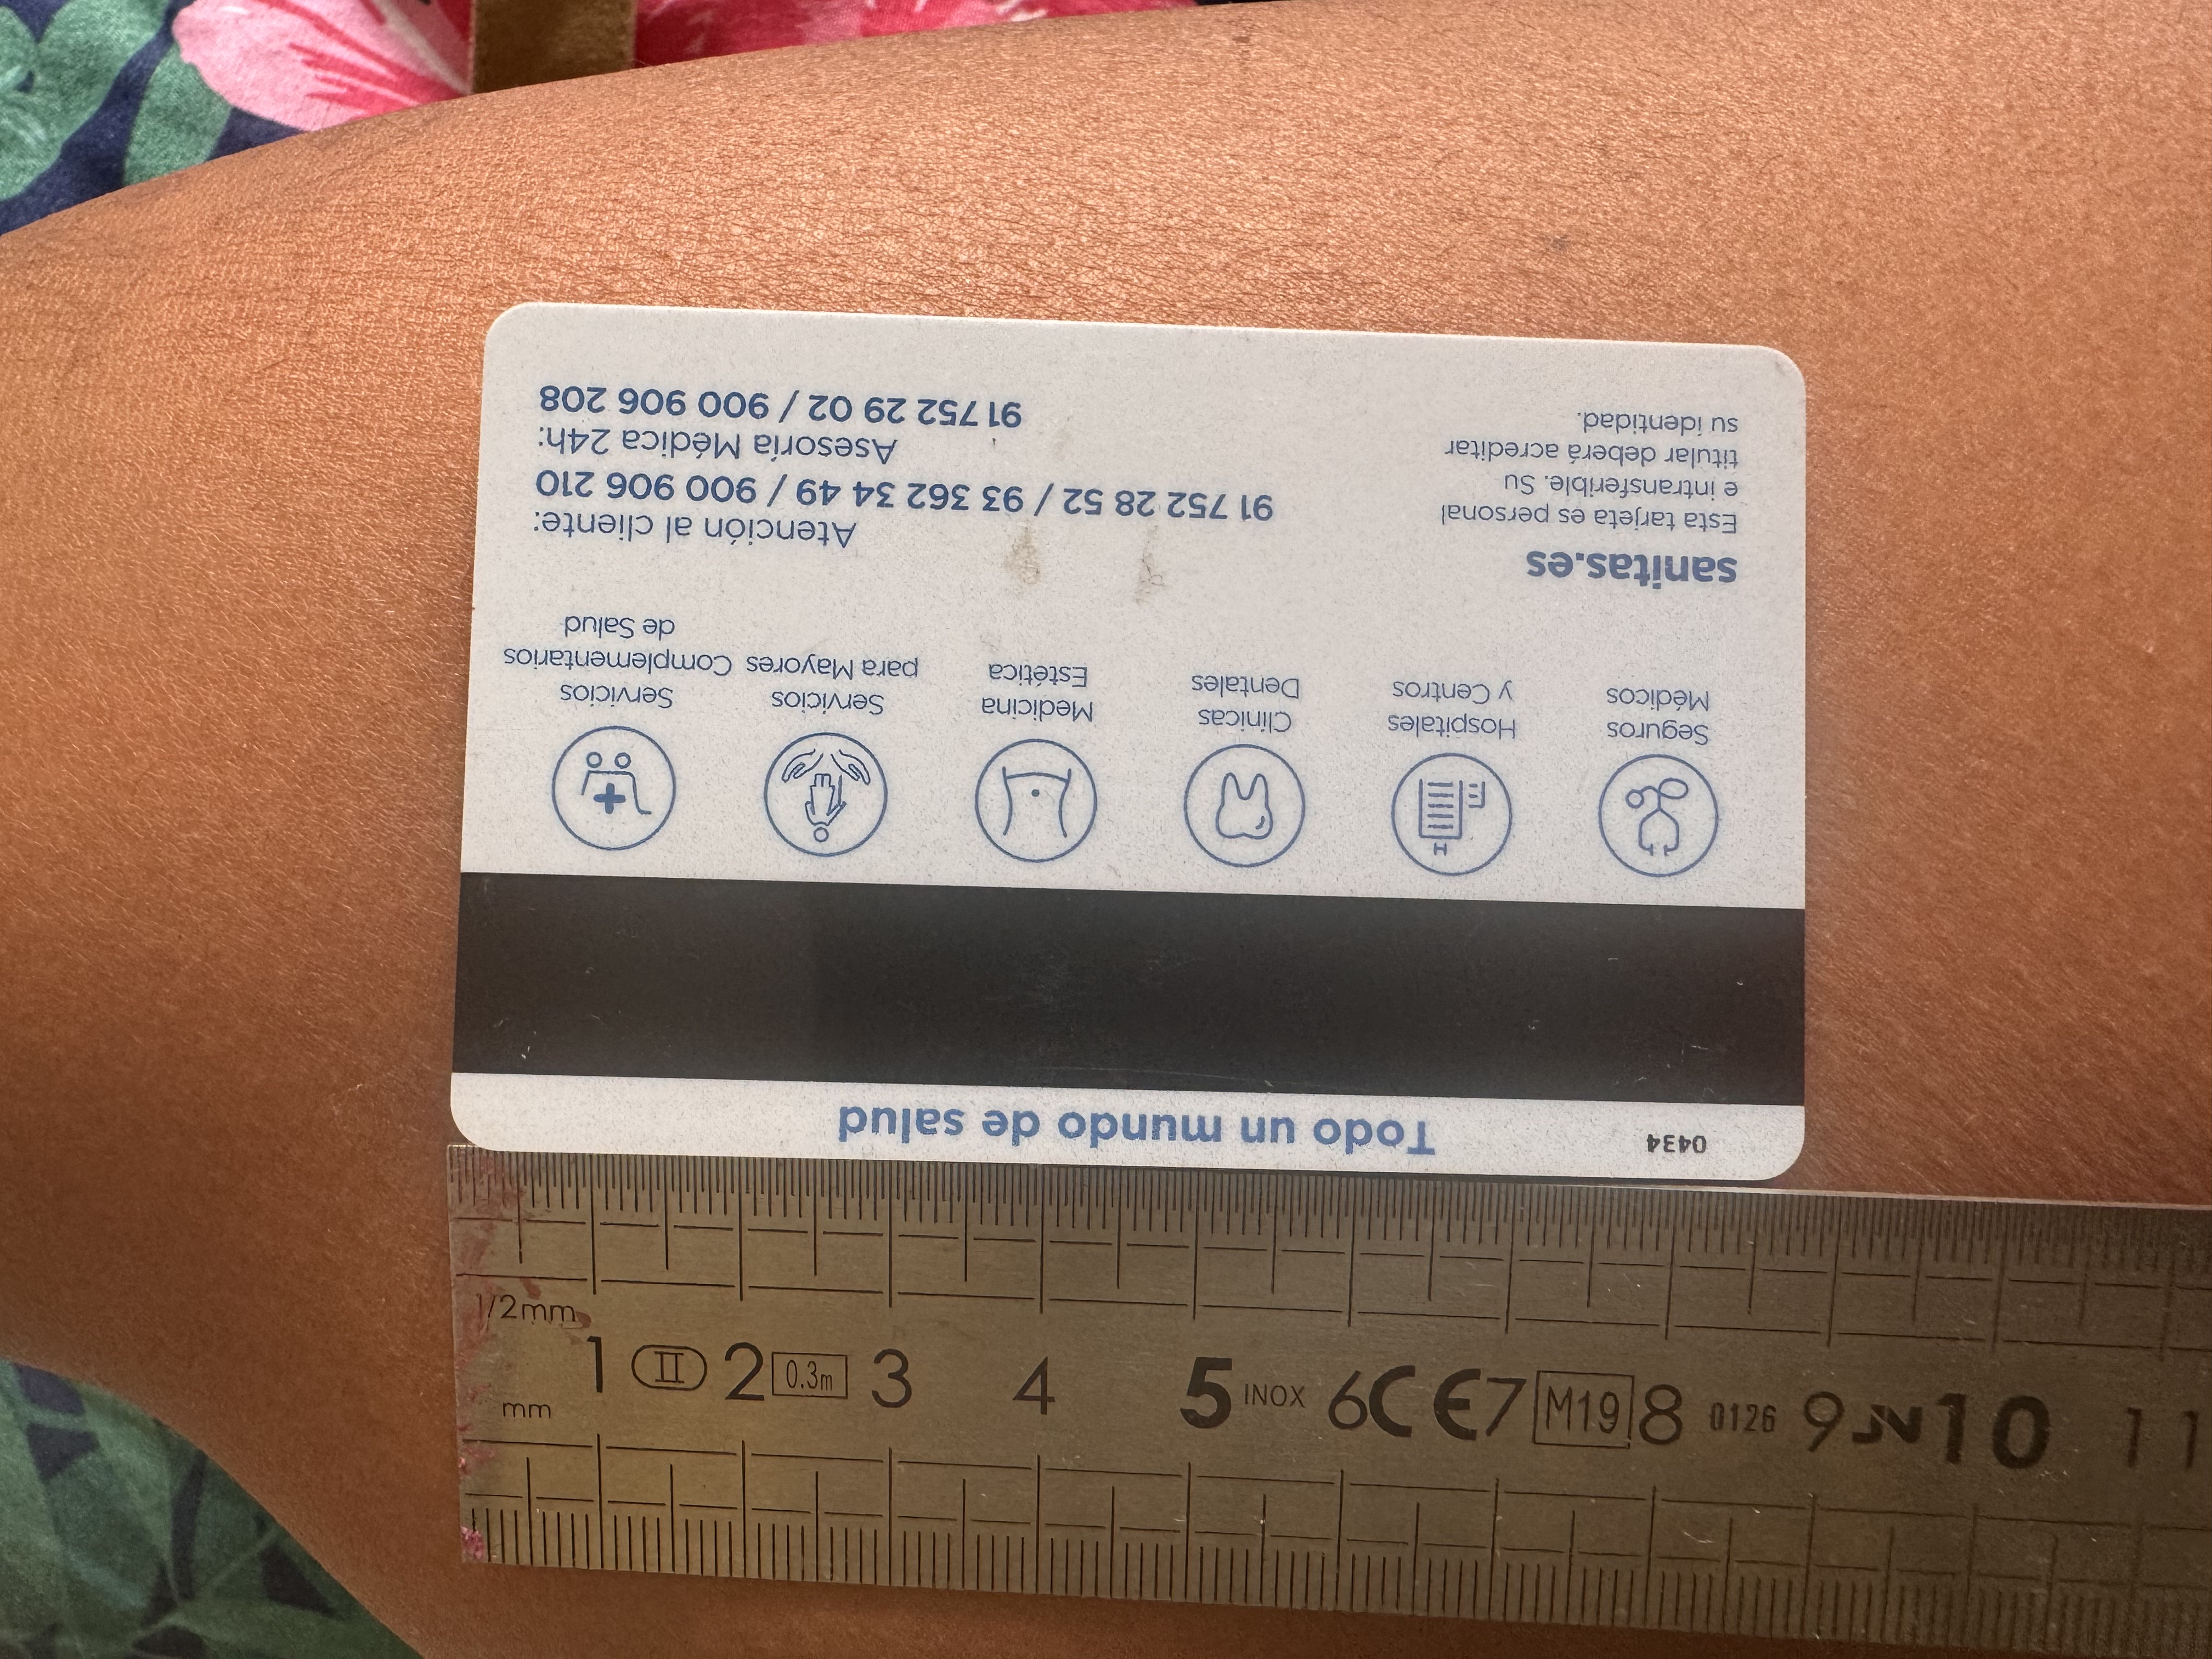 1/2mm
mm
1 II 2 0.3m 3 4 5 INOX 6 CE 7 M19 8 0126 9 10 11
Todo un mundo de salud
0434
Seguros
Médicos
Hospitales
y Centros
Clínicas
Dentales
Medicina
Estética
Servicios
para Mayores
Servicios
Complementarios
de Salud
sanitas.es
Esta tarjeta es personal
e intransferible. Su
titular deberá acreditar
su identidad.
Atención al cliente:
91 752 28 52 / 93 362 34 49 / 900 906 210
Asesoría Médica 24h:
91 752 29 02 / 900 906 208